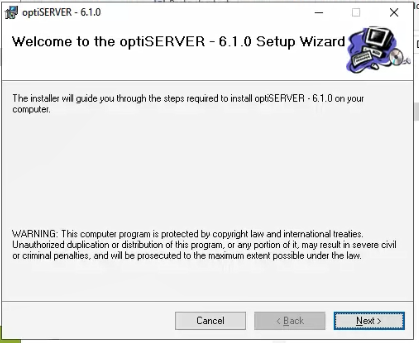 optiSERVER - 6.1.0
Welcome to the optiSERVER - 6.1.0 Setup Wizard
The installer will guide you through the steps required to install optiSERVER - 6.1.0 on your
computer.
WARNING: This computer program is protected by copyright law and international treaties.
Unauthorized duplication or distribution of this program, or any portion of it, may result in severe civil
or criminal penalties, and will be prosecuted to the maximum extent possible under the law.
Cancel
< Back
Next >